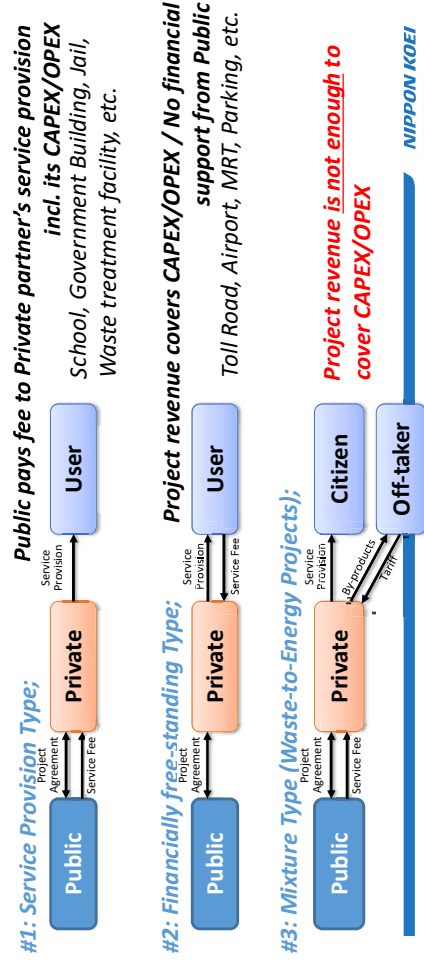 #1: Service Provision Type;
Public pays fee to Private partner's service provision
incl. its CAPEX/OPEX
School, Government Building, Jail,
Waste treatment facility, etc.
Public
Project
Agreement
Service Fee
Private
Service
Provision
User
#2: Financially free-standing Type;
Project revenue covers CAPEX/OPEX / No financial
support from Public
Toll Road, Airport, MRT, Parking, etc.
Public
Project
Agreement
Private
Service
Provision
Service Fee
User
#3: Mixture Type (Waste-to-Energy Projects);
Project revenue is not enough to
cover CAPEX/OPEX
Public
Project
Agreement
Service Fee
Private
Service
Provision
Citizen
By-products
Tariff
Off-taker
NIPPON KOEI